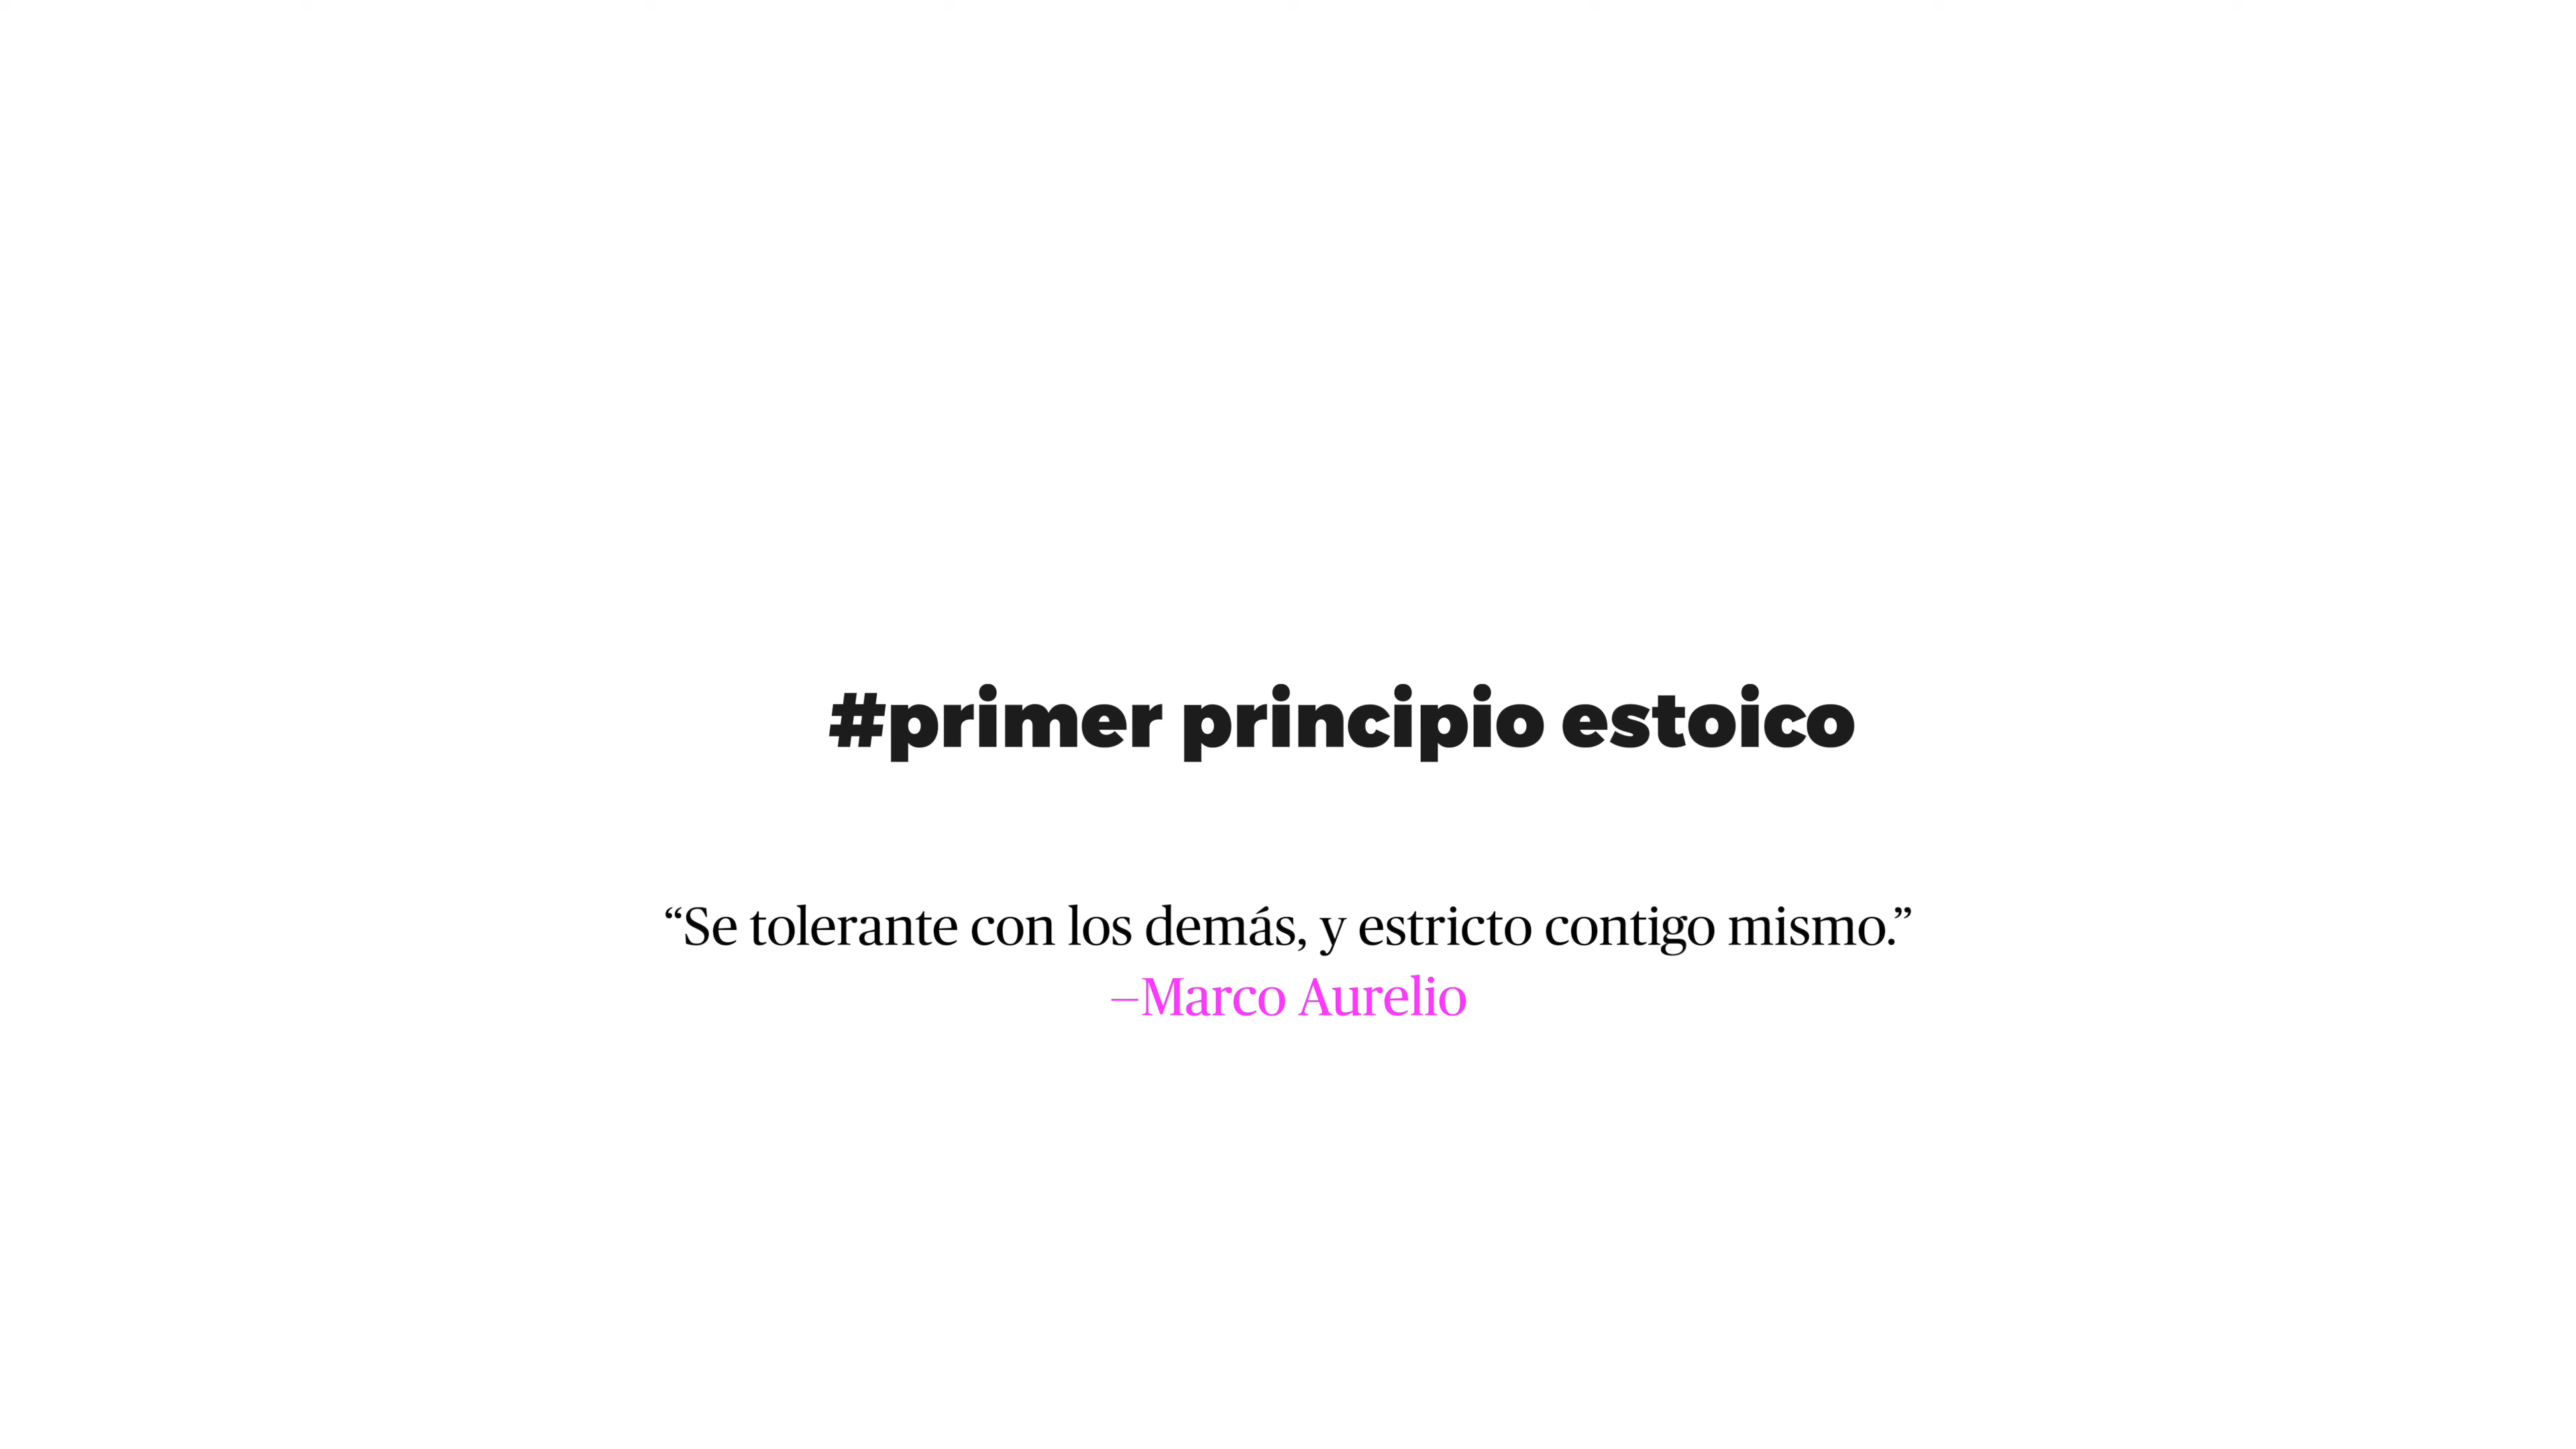 #primer principio estoico
“Se tolerante con los demás, y estricto contigo mismo.”
–Marco Aurelio